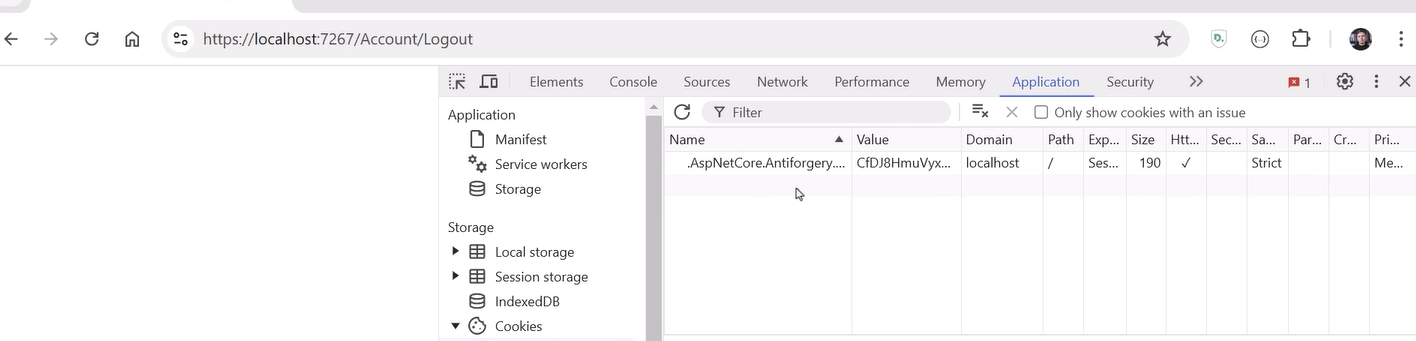 https://localhost:7267/Account/Logout
Elements Console Sources Network Performance Memory Application Security 1
Application
Manifest
Service workers
Storage
Storage
Local storage
Session storage
IndexedDB
Cookies
Filter Only show cookies with an issue
Name Value Domain Path Exp... Size Htt... Sec... Sa... Par... Cr... Pri...
.AspNetCore.Antiforgery.... CfDJ8HmuVyx... localhost / Ses... 190 ✓ Strict Me...